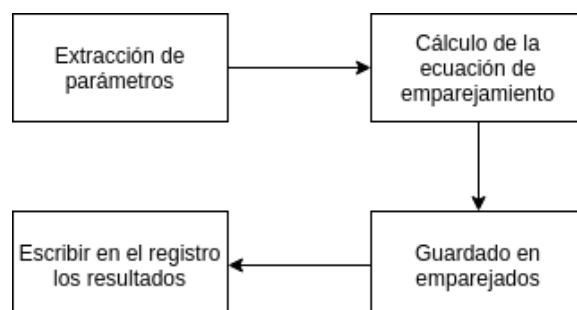 Extracción de
parámetros
Cálculo de la
ecuación de
emparejamiento
Guardado en
emparejados
Escribir en el registro
los resultados